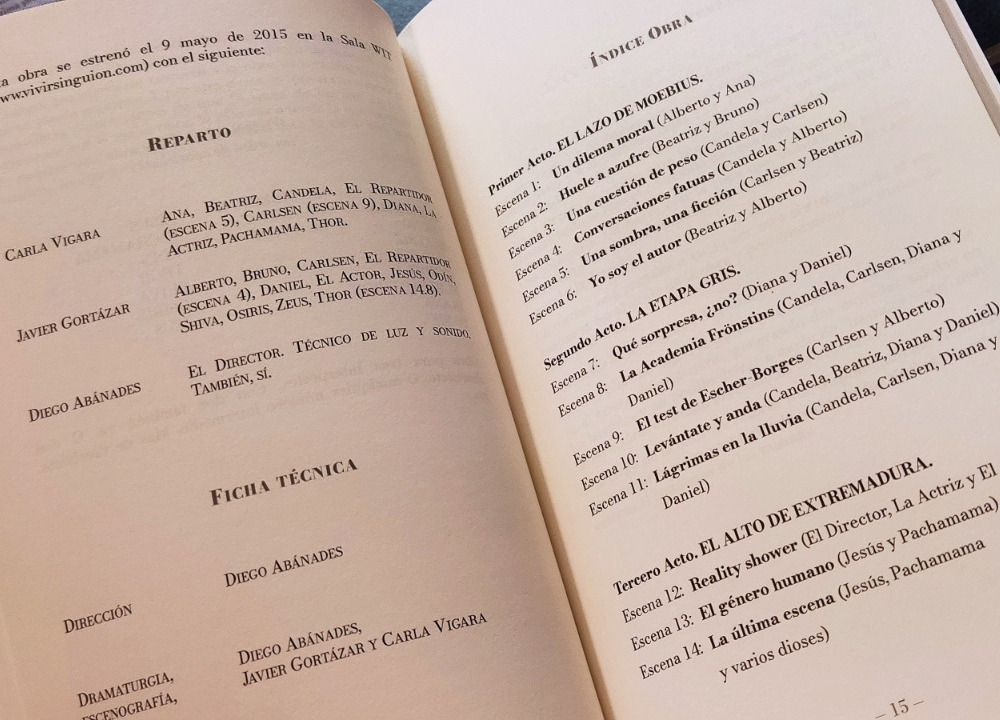 a obra se estrenó el 9 mayo de 2015 en la Sala WYT
ww.vivirsinguion.com) con el siguiente:
REPARTO
CARLA VIGARA
ANA, BEATRIZ, CANDELA, EL REPARTIDOR
(ESCENA 5), CARLSEN (ESCENA 9), DIANA, LA
ACTRIZ, PACHAMAMA, THOR.
JAVIER GORTÁZAR
ALBERTO, BRUNO, CARLSEN, EL REPARTIDOR
(ESCENA 4), DANIEL, EL ACTOR, JESÚS, ODÍN,
SHIVA, OSIRIS, ZEUS, THOR (ESCENA 14.8).
DIEGO ABÁNADES
EL DIRECTOR. TÉCNICO DE LUZ Y SONIDO.
TAMBIÉN, SÍ.
FICHA TÉCNICA
DIRECCIÓN
DIEGO ABÁNADES
DRAMATURGIA,
ESCENOGRAFÍA,
DIEGO ABÁNADES,
JAVIER GORTÁZAR Y CARLA VIGARA
ÍNDICE OBRA
Primer Acto. EL LAZO DE MOEBIUS.
Escena 1: Un dilema moral (Alberto y Ana)
Escena 2: Huele a azufre (Beatriz y Bruno)
Escena 3: Una cuestión de peso (Candela y Carlsen)
Escena 4: Conversaciones fatuas (Candela y Alberto)
Escena 5: Una sombra, una ficción (Carlsen y Beatriz)
Escena 6: Yo soy el autor (Beatriz y Alberto)
Segundo Acto. LA ETAPA GRIS.
Escena 7: Qué sorpresa, ¿no? (Diana y Daniel)
Escena 8: La Academia Frönstins (Candela, Carlsen, Diana y
Daniel)
Escena 9: El test de Escher-Borges (Carlsen y Alberto)
Escena 10: Levántate y anda (Candela, Beatriz, Diana y Daniel)
Escena 11: Lágrimas en la lluvia (Candela, Carlsen, Diana y
Daniel)
Tercero Acto. EL ALTO DE EXTREMADURA.
Escena 12: Reality shower (El Director, La Actriz y El
Escena 13: El género humano (Jesús y Pachamama)
Escena 14: La última escena (Jesús, Pachamama
y varios dioses)
– 15 –